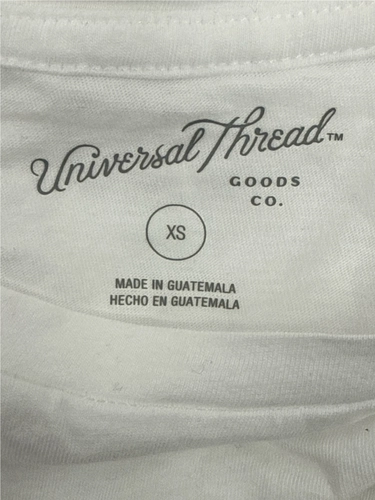 Universal Thread™
GOODS
CO.
XS
MADE IN GUATEMALA
HECHO EN GUATEMALA